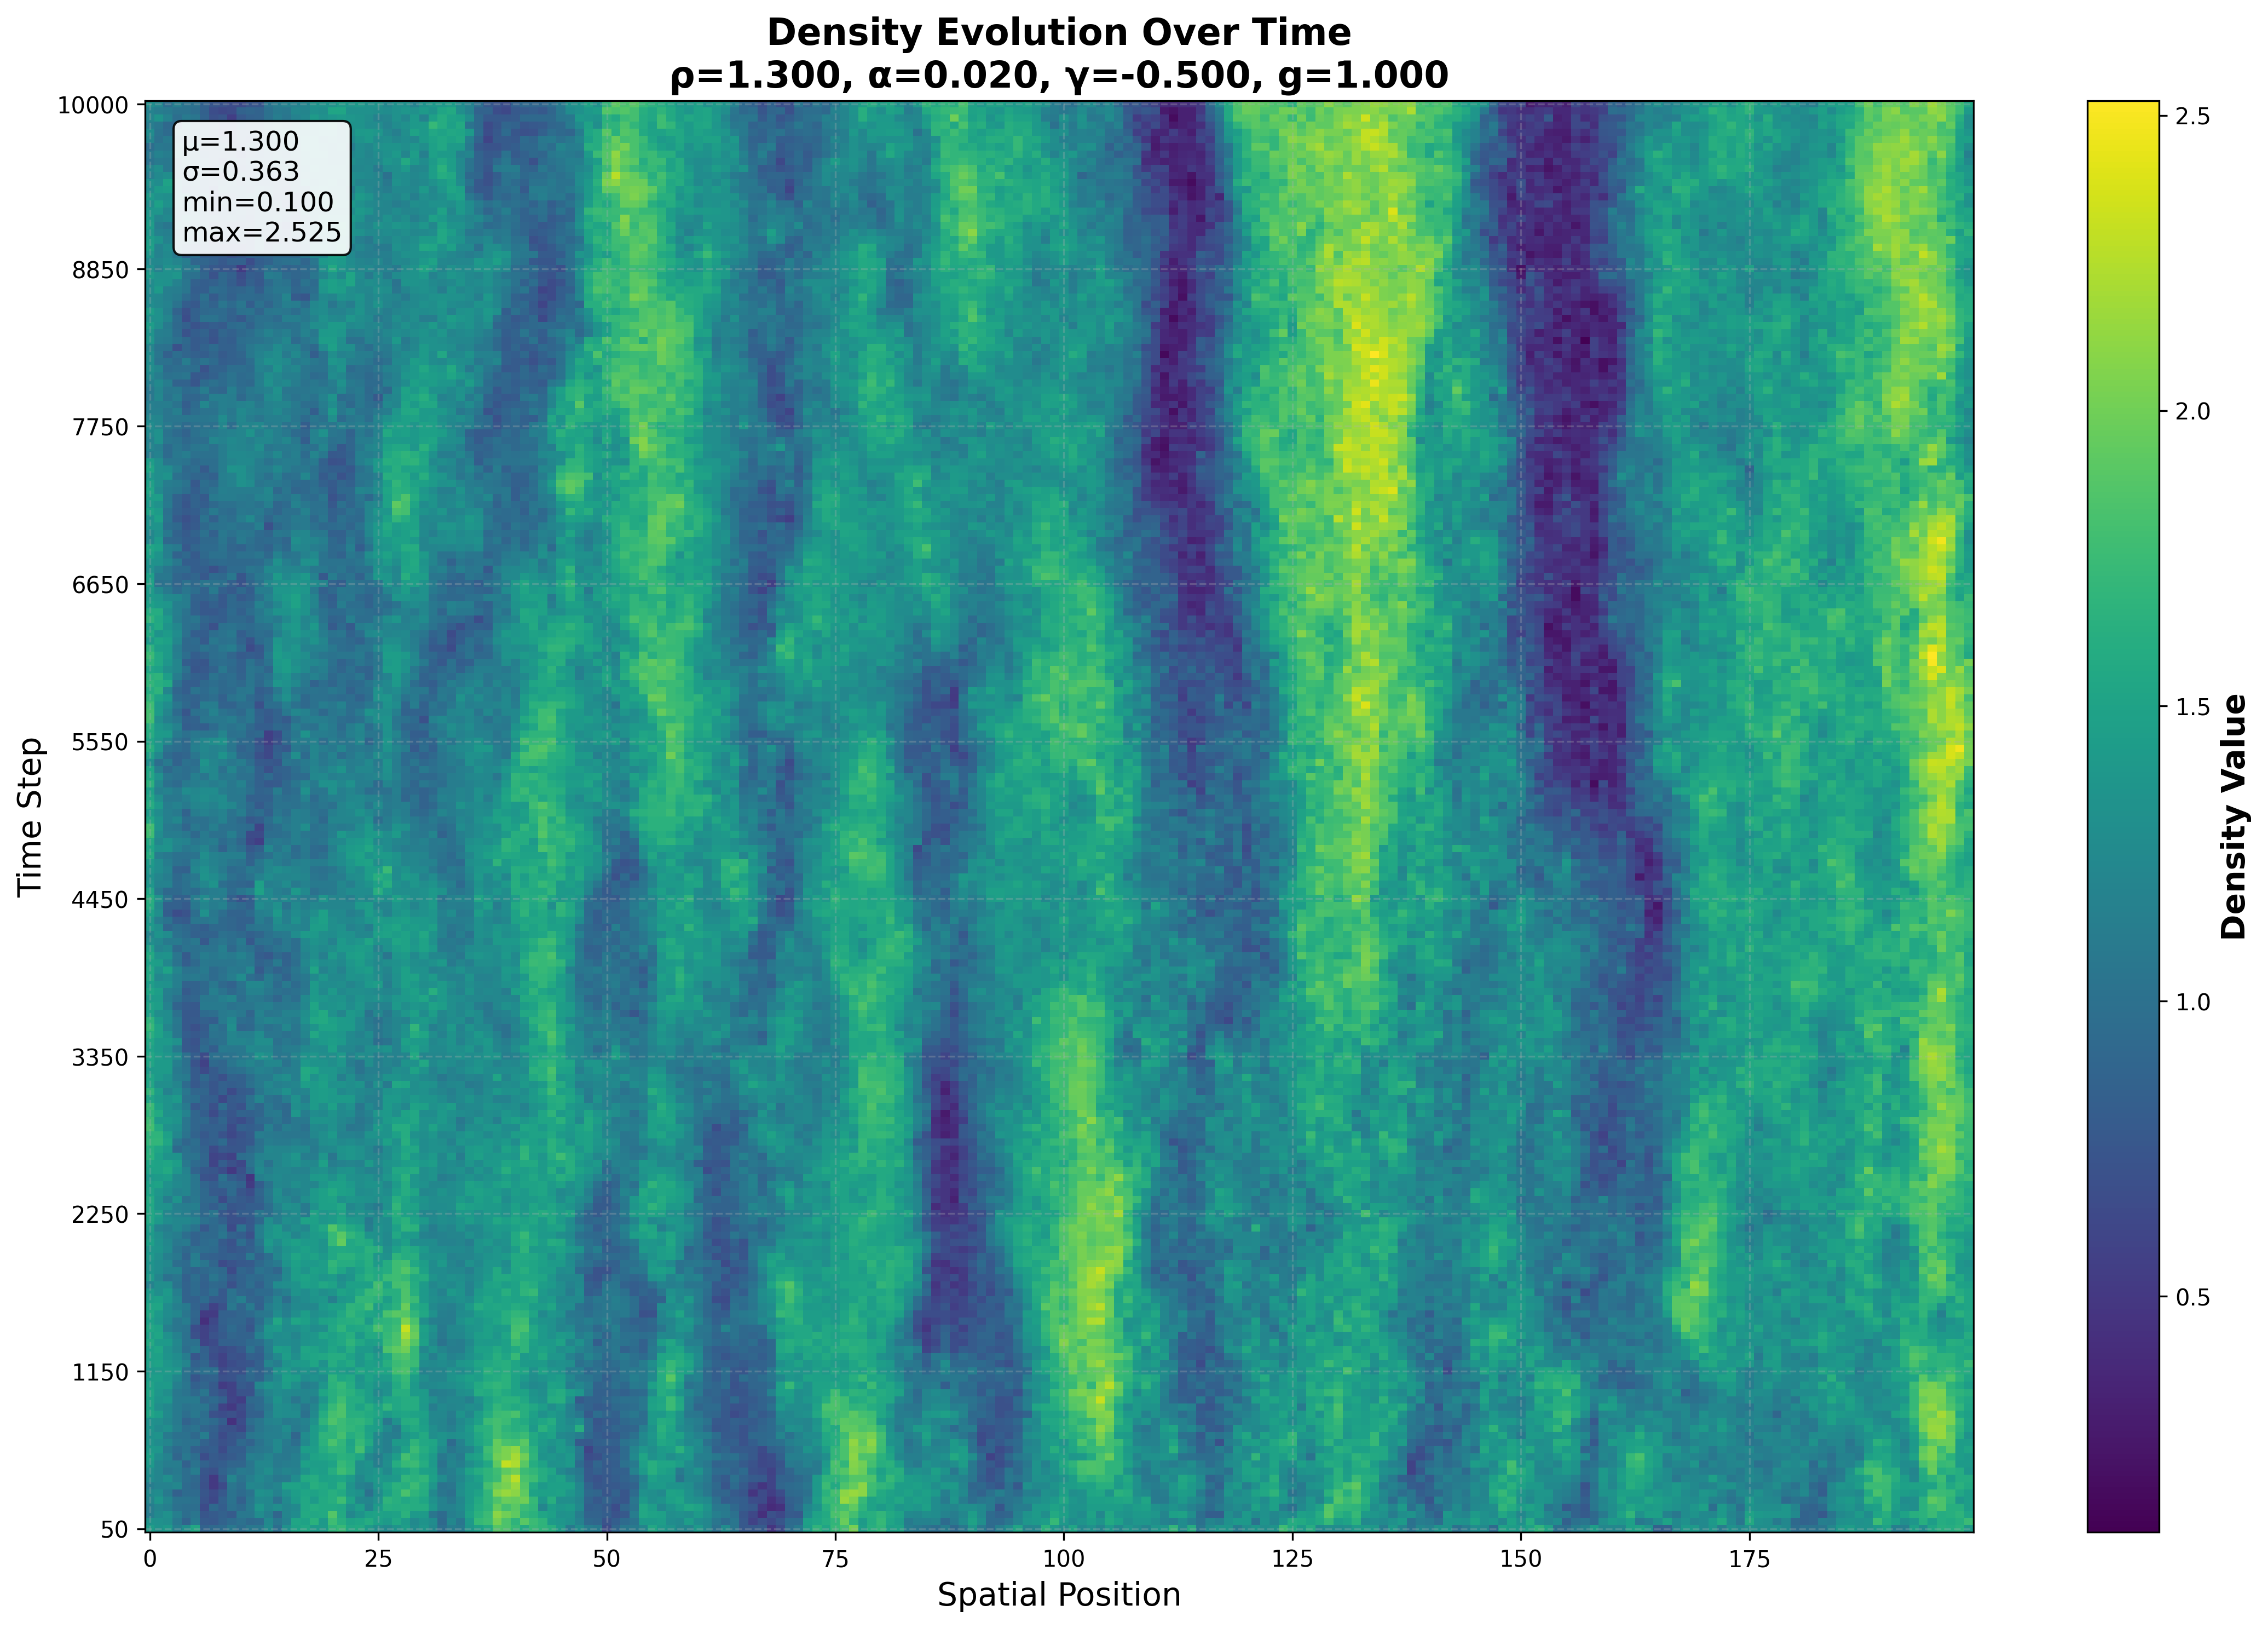 Density Evolution Over Time
ρ=1.300, α=0.020, γ=-0.500, g=1.000
μ=1.300
σ=0.363
min=0.100
max=2.525
Time Step
10000
8850
7750
6650
5550
4450
3350
2250
1150
50
0 25 50 75 100 125 150 175
Spatial Position
2.5
2.0
1.5
1.0
0.5
Density Value